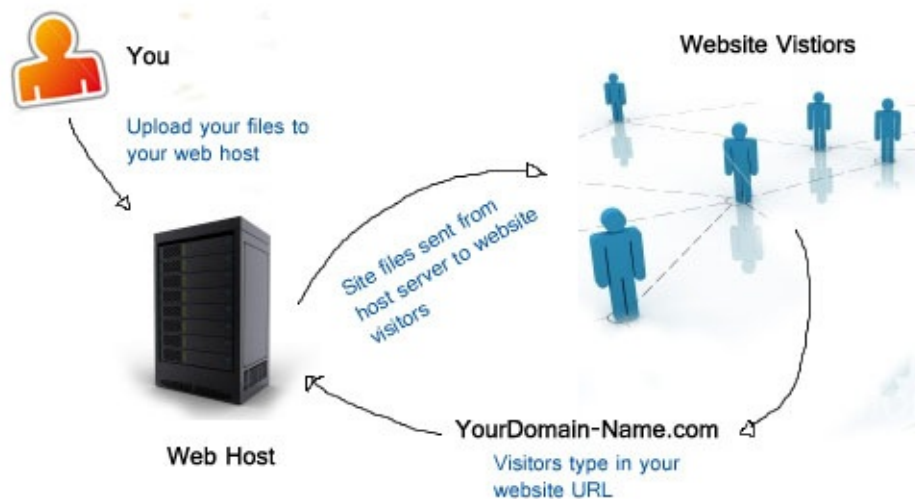 You
Website Vistiors
Upload your files to
your web host
Site files sent from
host server to website
visitors
YourDomain-Name.com
Web Host
Visitors type in your
website URL